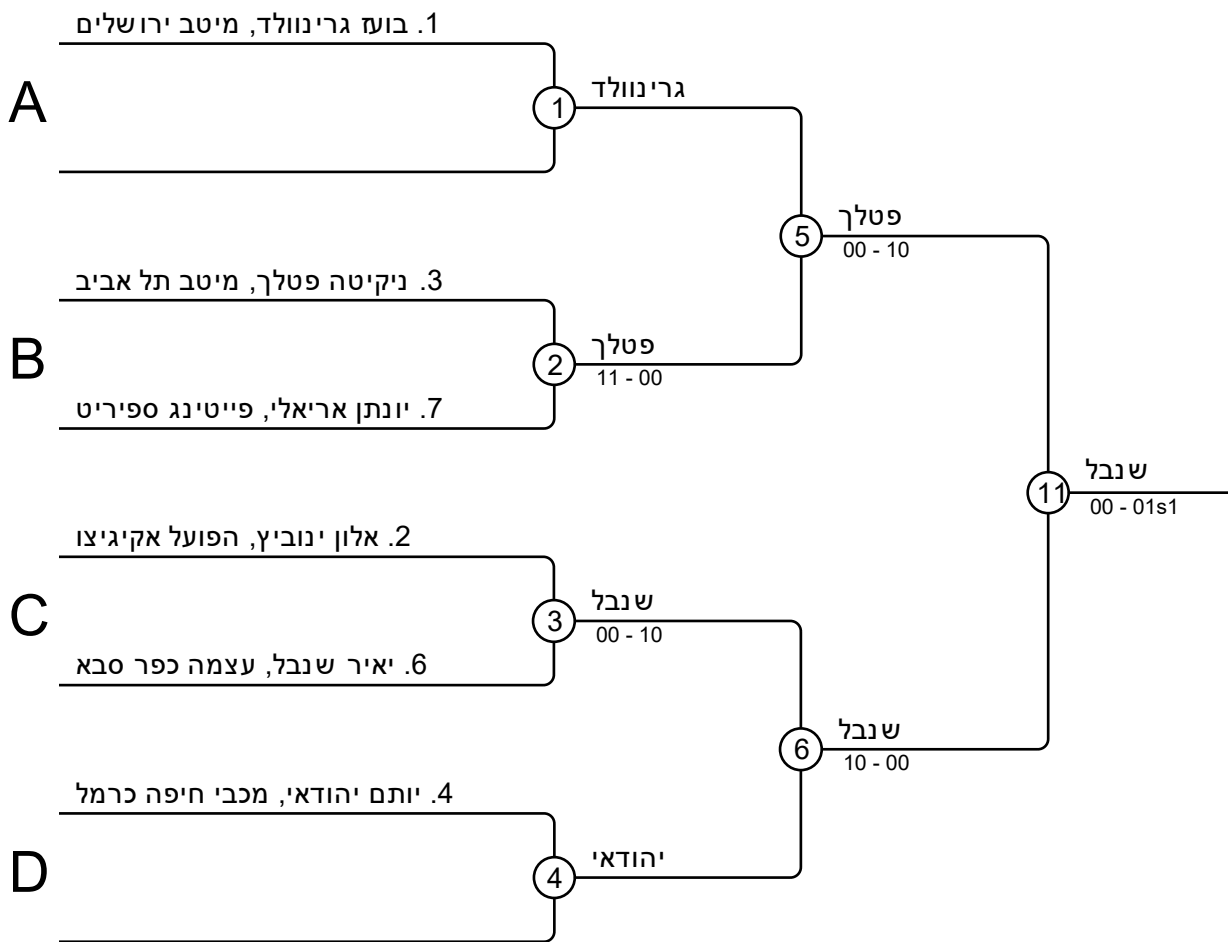 1. בועז גרינוולד, מיטב ירושלים
A
1
גרינוולד
5
פטלך
00 - 10
3. ניקיטה פטלך, מיטב תל אביב
B
2
פטלך
11 - 00
7. יונתן אריאלי, פייטינג ספיריט
11
שנבל
00 - 01s1
2. אלון ינוביץ, הפועל אקיגיצו
C
3
שנבל
00 - 10
6. יאיר שנבל, עצמה כפר סבא
6
שנבל
10 - 00
4. יותם יהודאי, מכבי חיפה כרמל
D
4
יהודאי